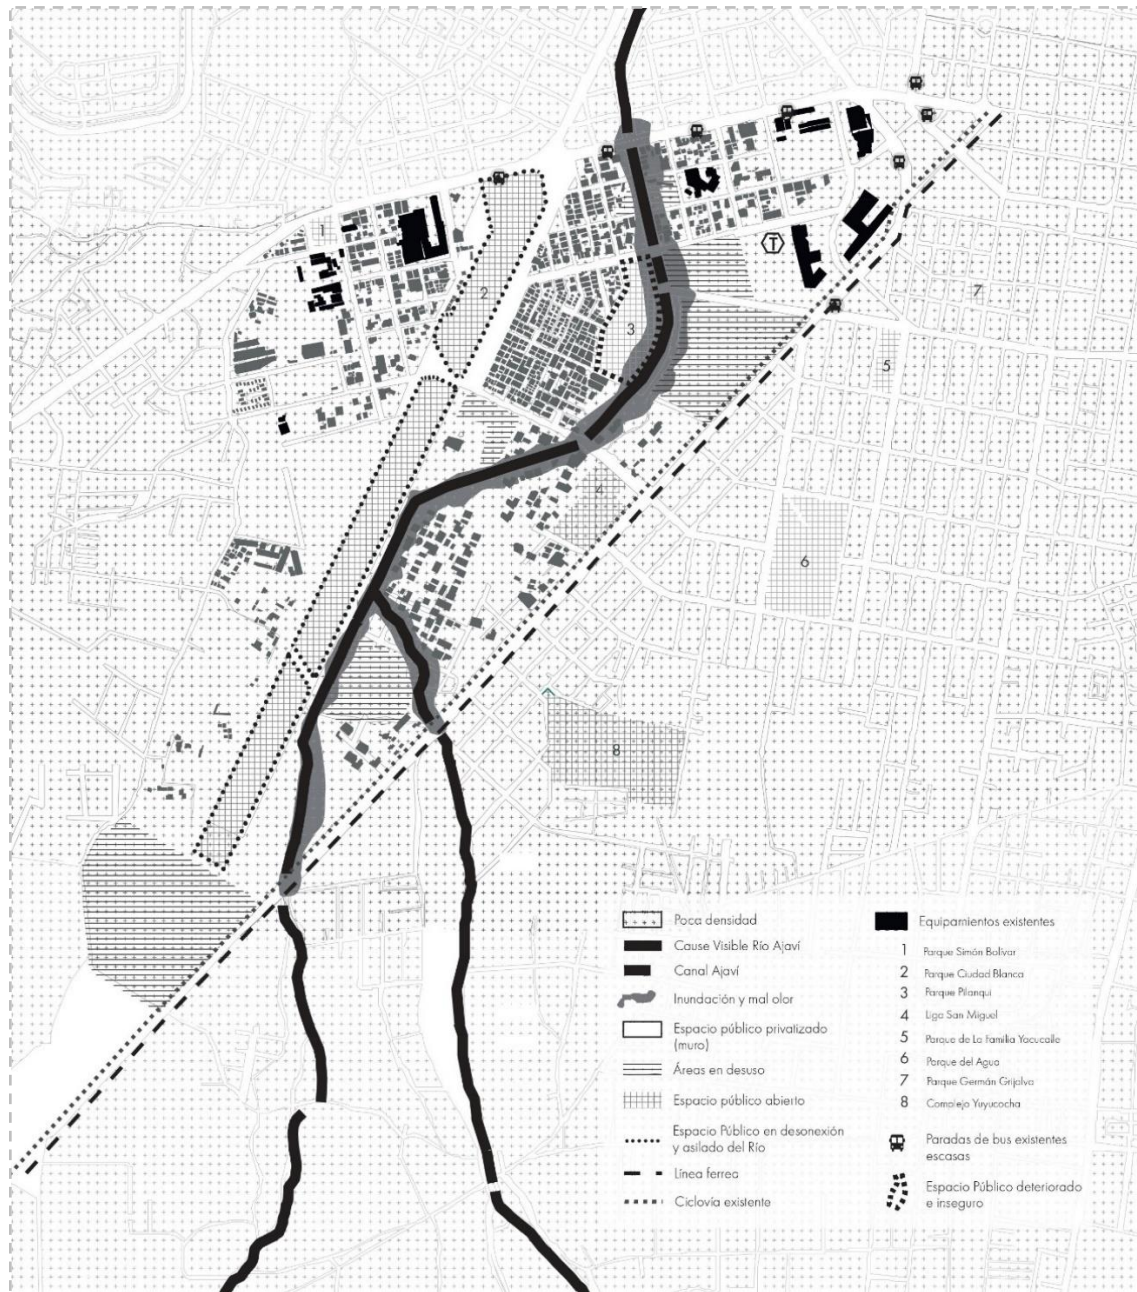 T
1
2
3
4
5
6
7
8
Poca densidad
Cause Visible Río Ajaví
Canal Ajaví
Inundación y mal olor
Espacio público privatizado
(muro)
Áreas en desuso
Espacio público abierto
Espacio Público en desonexión
y asilado del Río
Línea ferrea
Ciclovía existente
Equipamientos existentes
1 Parque Simón Bolívar
2 Parque Ciudad Blanca
3 Parque Pilanqui
4 Liga San Miguel
5 Parque de La Familia Yacucalle
6 Parque del Agua
7 Parque Germán Grijalva
8 Complejo Yuyucocha
Paradas de bus existentes
escasas
Espacio Público deteriorado
e inseguro